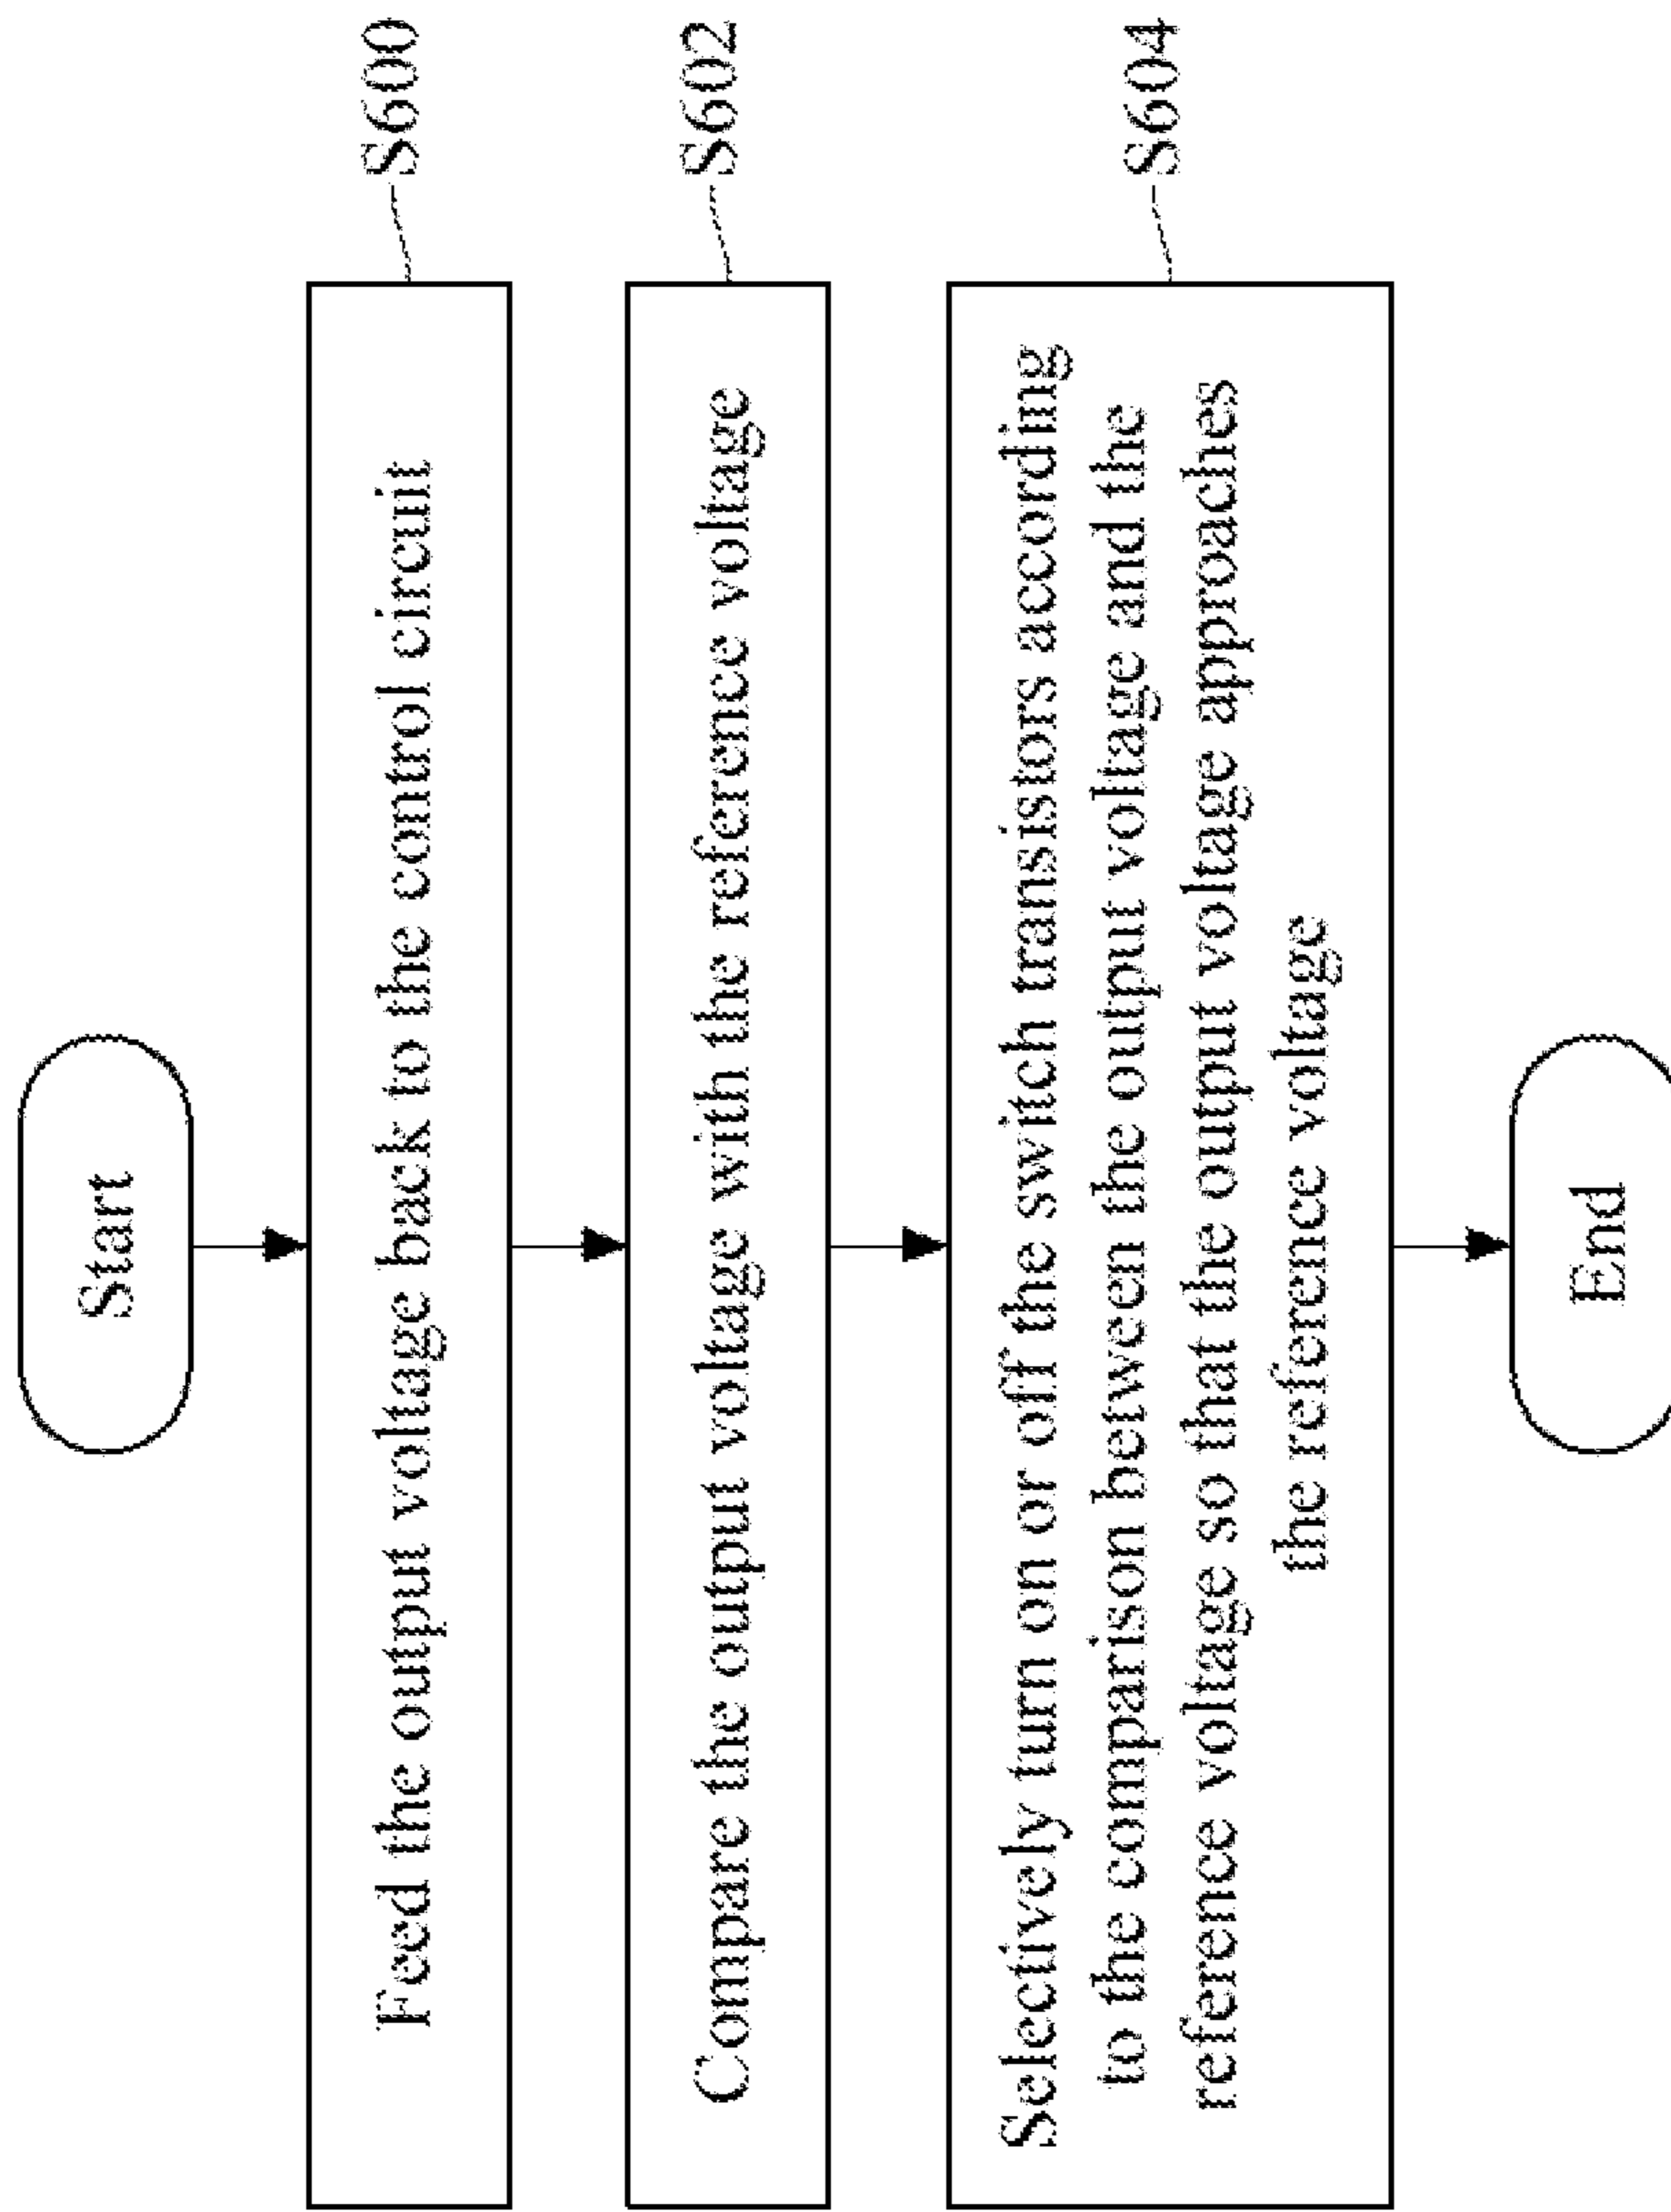 Start
Feed the output voltage back to the control circuit
S600
Compare the output voltage with the reference voltage
S602
Selectively turn on or off the switch transistors according
to the comparison between the output voltage and the
reference voltage so that the output voltage approaches
the reference voltage
S604
End